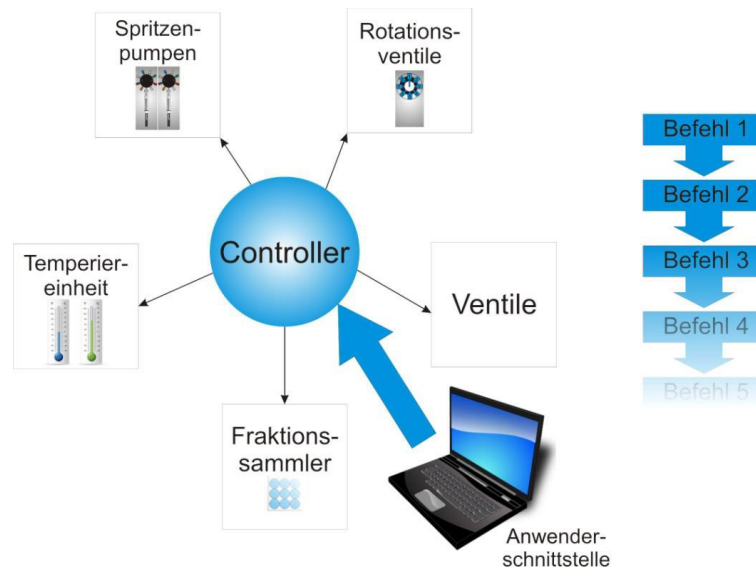 Spritzen-
pumpen
Rotations-
ventile
Controller
Temperier-
einheit
Ventile
Fraktions-
sammler
Anwender-
schnittstelle
Befehl 1
Befehl 2
Befehl 3
Befehl 4
Befehl 5